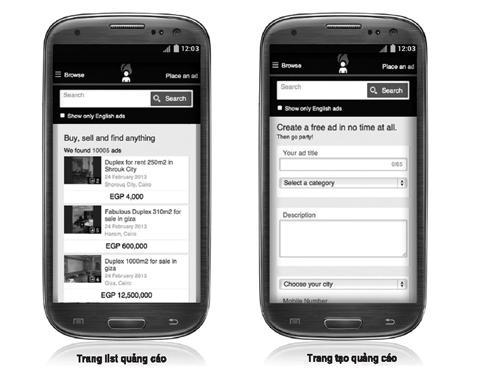 12:03
Browse
Place an ad
Search
Search
Show only English ads
Buy, sell and find anything
We found 10005 ads
Duplex for rent 250m2 in
Shrouk City
24 February 2013
Shorouq City, Cairo
EGP 4,000
Fabulous Duplex 310m2 for
sale in giza
24 February 2013
Haram, Cairo
EGP 600,000
Duplex 1000m2 for sale in
giza
24 February 2013
Giza, Cairo
EGP 12,500,000
Trang list quảng cáo
12:03
Browse
Place an ad
Search
Search
Show only English ads
Create a free ad in no time at all.
Then go party!
Your ad title
0/65
Select a category
Description
Choose your city
Mobile Number
Trang tạo quảng cáo